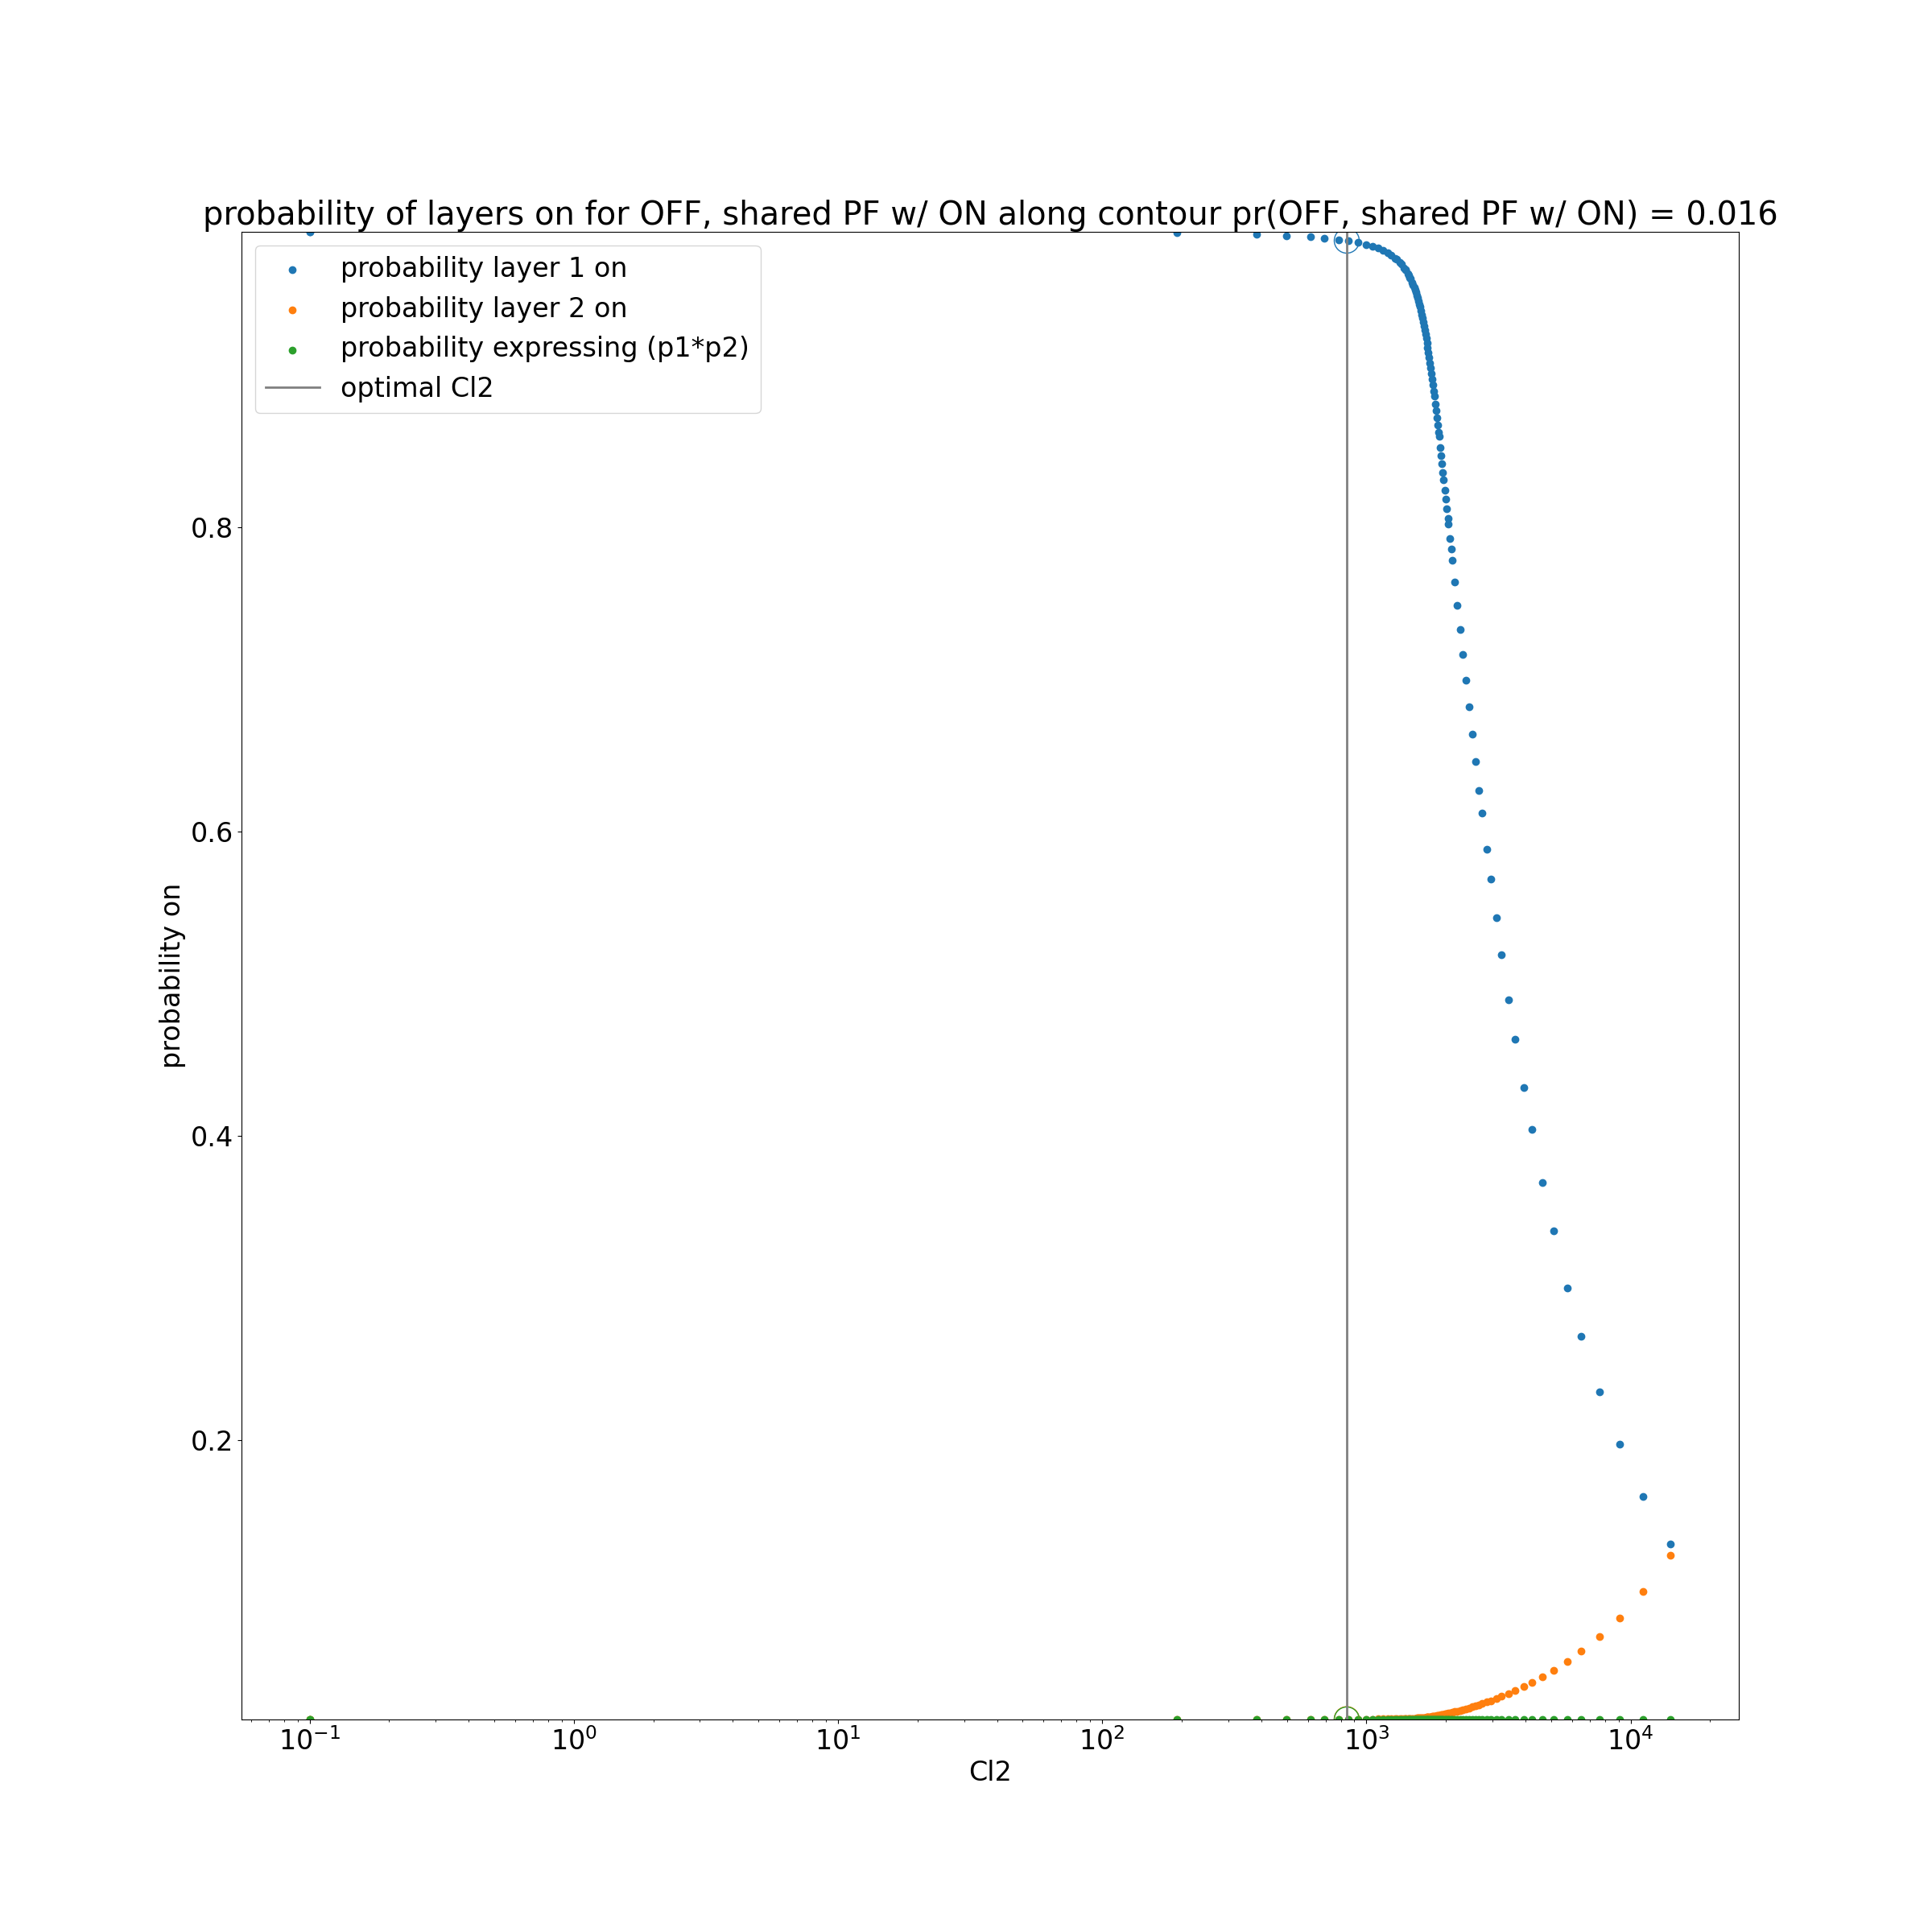 probability of layers on for OFF, shared PF w/ ON along contour pr(OFF, shared PF w/ ON) = 0.016
probability layer 1 on
probability layer 2 on
probability expressing (p1*p2)
optimal Cl2
0.8
0.6
0.4
0.2
probability on
10⁻¹ 10⁰ 10¹ 10² 10³ 10⁴
Cl2